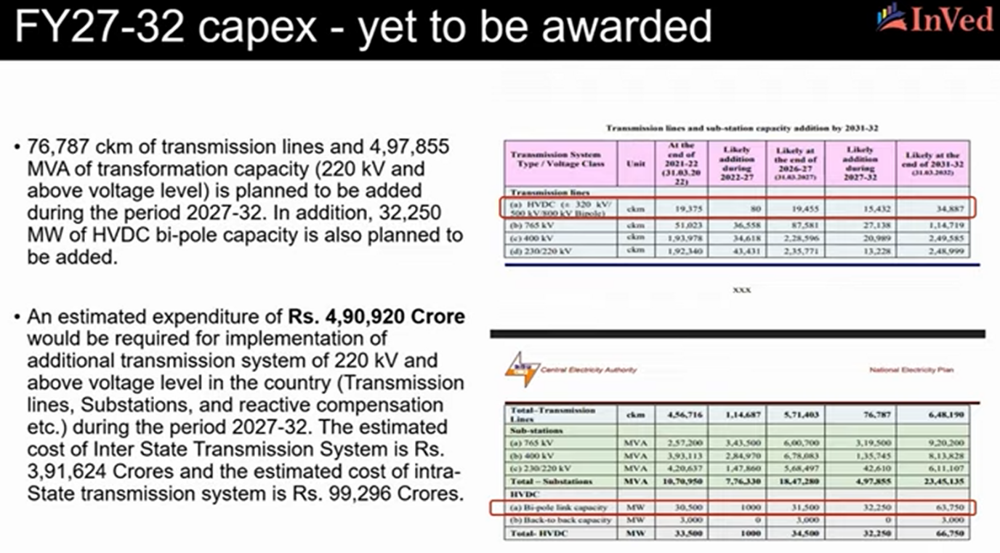 FY27-32 capex - yet to be awarded
InVed
• 76,787 ckm of transmission lines and 4,97,855
MVA of transformation capacity (220 kV and
above voltage level) is planned to be added
during the period 2027-32. In addition, 32,250
MW of HVDC bi-pole capacity is also planned to
be added.
• An estimated expenditure of Rs. 4,90,920 Crore
would be required for implementation of
additional transmission system of 220 kV and
above voltage level in the country (Transmission
lines, Substations, and reactive compensation
etc.) during the period 2027-32. The estimated
cost of Inter State Transmission System is Rs.
3,91,624 Crores and the estimated cost of intra-
State transmission system is Rs. 99,296 Crores.
Transmission lines and sub-station capacity addition by 2031-32
Transmission System Type / Voltage Class Unit At the end of 2021-22 (31.03.2022) Likely addition during 2022-27 Likely at the end of 2026-27 (31.03.2027) Likely addition during 2027-32 Likely at the end of 2031-32 (31.03.2032)
Transmission lines
(a) HVDC (± 320 kV/
500 kV/800 kV Bipole) ckm 19,375 80 19,455 15,432 34,887
(b) 765 kV ckm 51,023 36,558 87,581 27,138 1,14,719
(c) 400 kV ckm 1,93,978 34,618 2,28,596 20,989 2,49,585
(d) 230/220 kV ckm 1,92,340 43,431 2,35,771 13,228 2,48,999
xxx
Central Electricity Authority National Electricity Plan
Total–Transmission
Lines ckm 4,56,716 1,14,687 5,71,403 76,787 6,48,190
Sub-stations
(a) 765 kV MVA 2,57,200 3,43,500 6,00,700 3,19,500 9,20,200
(b) 400 kV MVA 3,93,113 2,84,970 6,78,083 1,35,745 8,13,828
(c) 230/220 kV MVA 4,20,637 1,47,860 5,68,497 42,610 6,11,107
Total – Substations MVA 10,70,950 7,76,330 18,47,280 4,97,855 23,45,135
HVDC
(a) Bi-pole link capacity MW 30,500 1000 31,500 32,250 63,750
(b) Back-to back capacity MW 3,000 0 3,000 0 3,000
Total- HVDC MW 33,500 1000 34,500 32,250 66,750